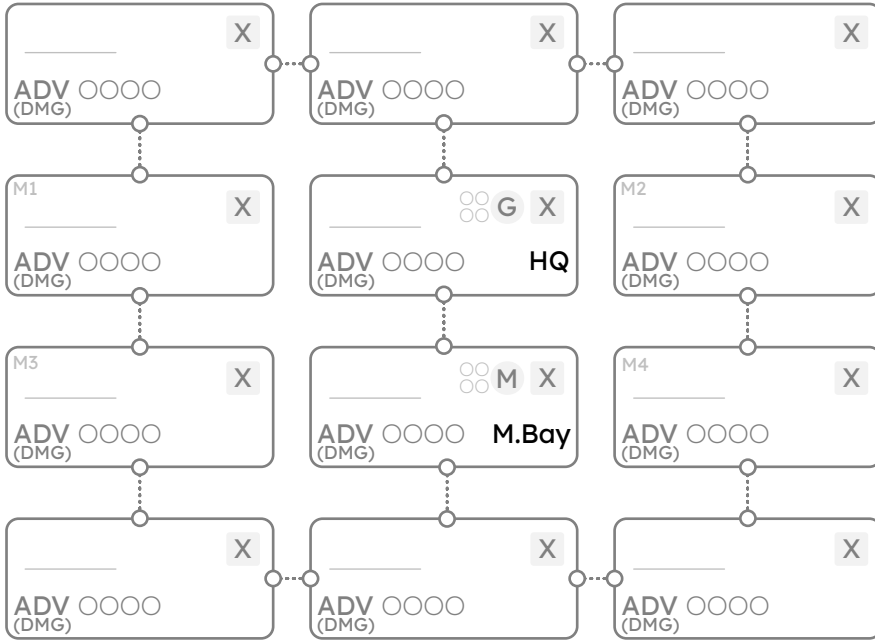 X X X
ADV ADV ADV
(DMG) (DMG) (DMG)
M1 X G X M2 X
ADV ADV HQ ADV
(DMG) (DMG) (DMG)
M3 X M X M4 X
ADV ADV M.Bay ADV
(DMG) (DMG) (DMG)
X X X
ADV ADV ADV
(DMG) (DMG) (DMG)